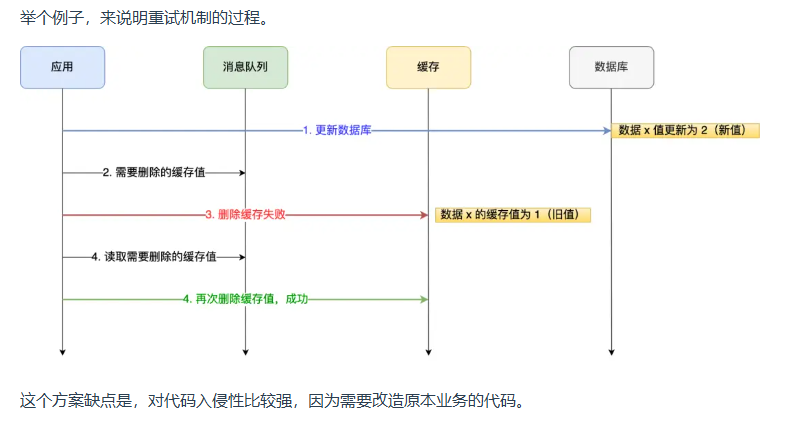 举个例子，来说明重试机制的过程。
应用
消息队列
缓存
数据库
1. 更新数据库
数据 x 值更新为 2（新值）
2. 需要删除的缓存值
3. 删除缓存失败
数据 x 的缓存值为 1（旧值）
4. 读取需要删除的缓存值
4. 再次删除缓存值，成功
这个方案缺点是，对代码入侵性比较强，因为需要改造原本业务的代码。